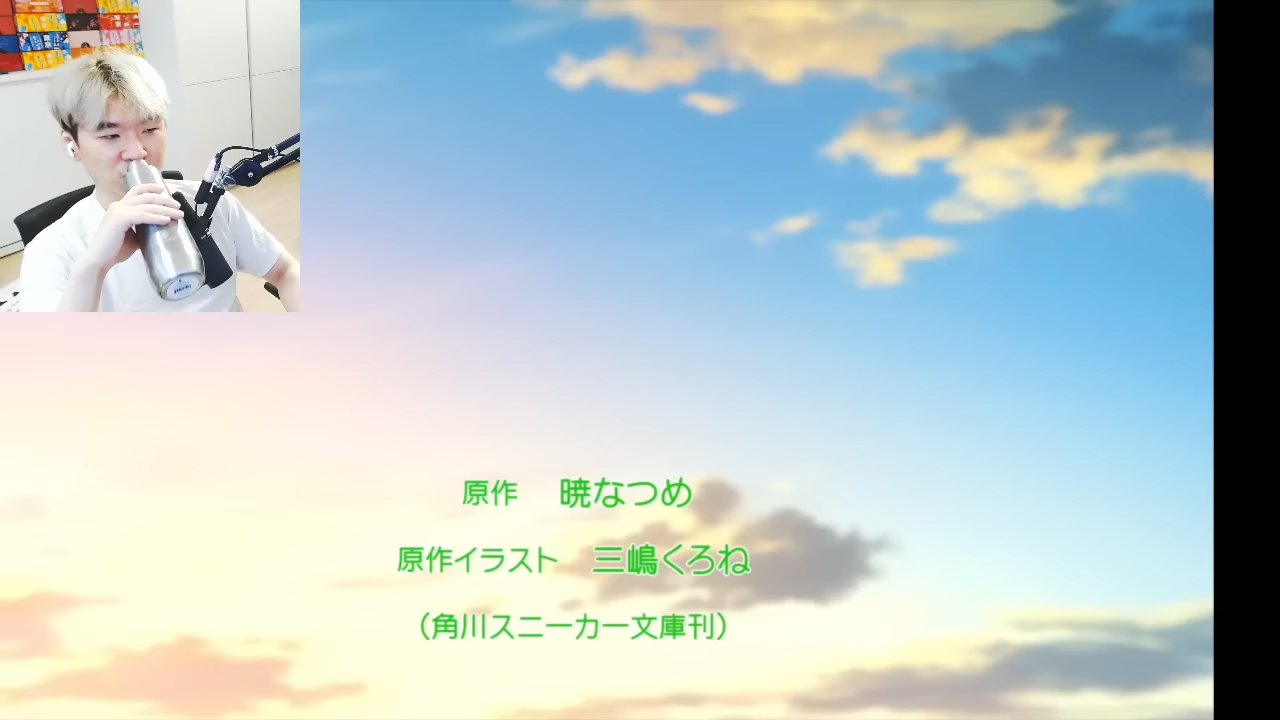 原作 暁なつめ
原作イラスト 三嶋くろね
（角川スニーカー文庫刊）